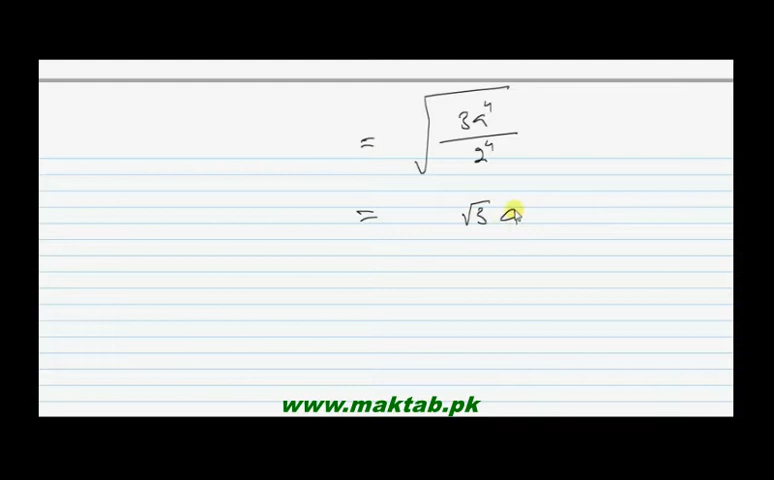 = √(3a⁴/2⁴)
= √3 a
www.maktab.pk